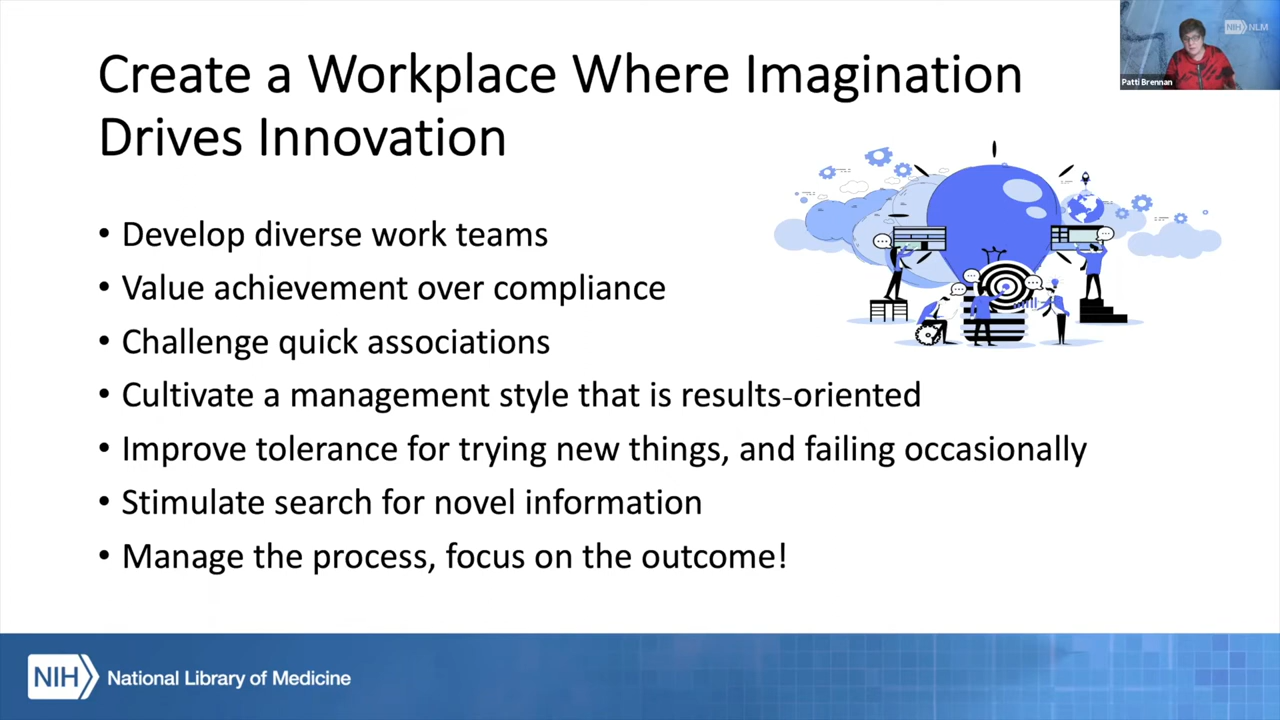 Create a Workplace Where Imagination
Drives Innovation
• Develop diverse work teams
• Value achievement over compliance
• Challenge quick associations
• Cultivate a management style that is results-oriented
• Improve tolerance for trying new things, and failing occasionally
• Stimulate search for novel information
• Manage the process, focus on the outcome!
NIH NLM
Patti Brennan
NIH National Library of Medicine